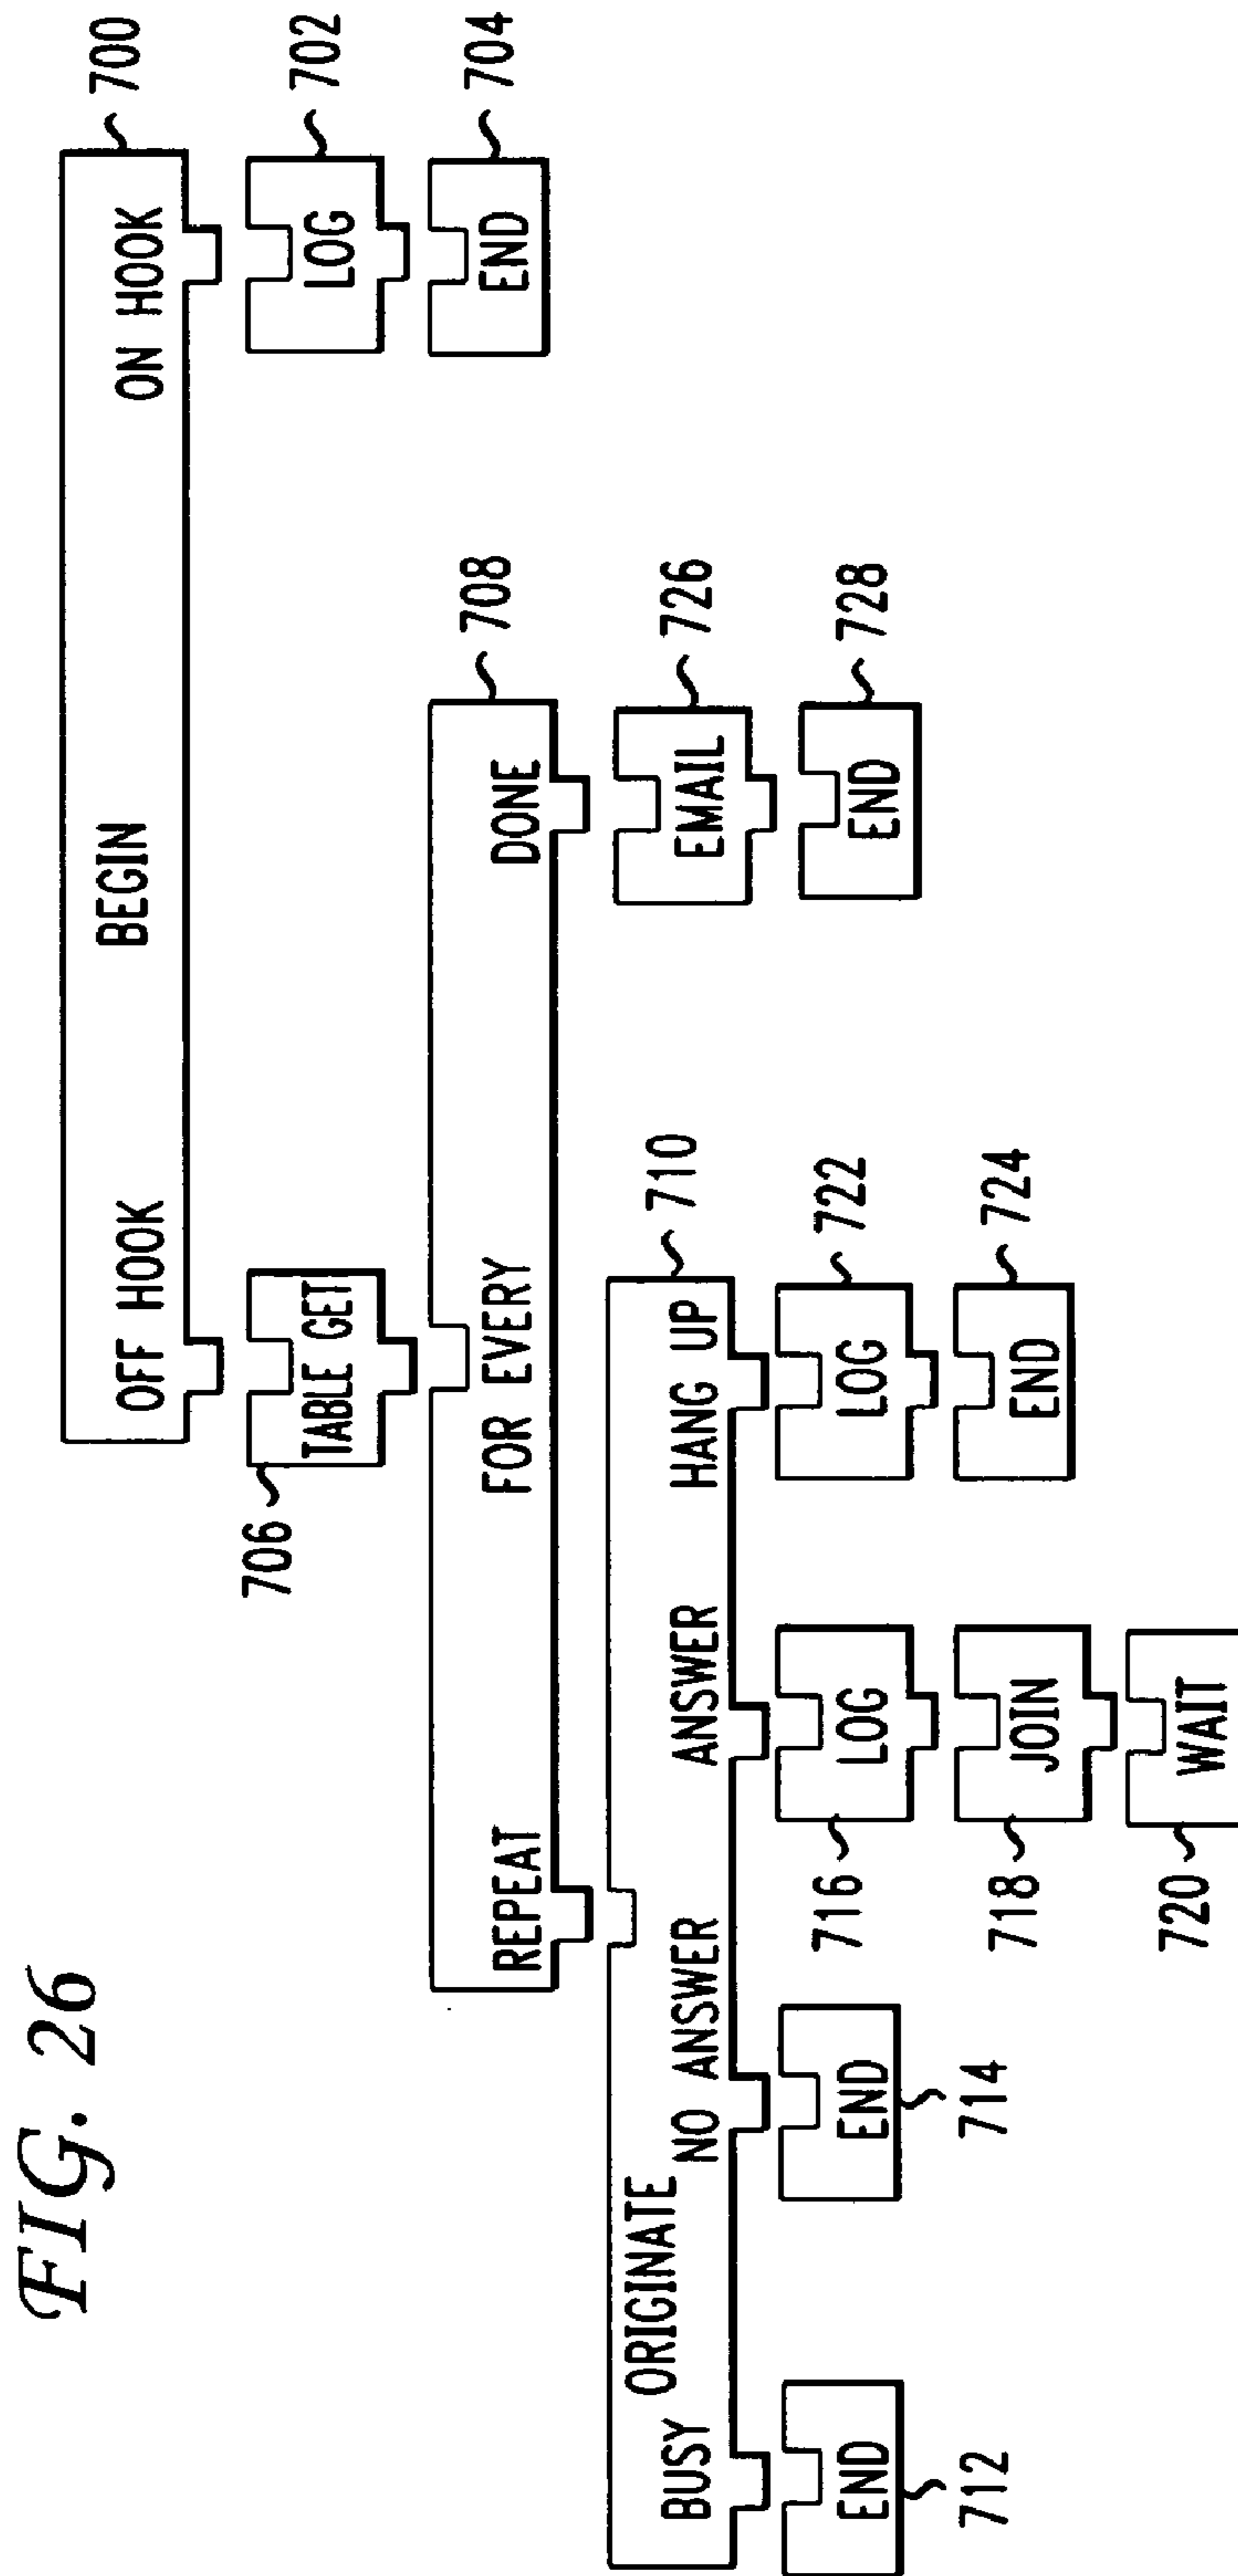 FIG. 26
BEGIN
OFF HOOK
ON HOOK
700
TABLE GET
706
LOG
702
END
704
FOR EVERY
REPEAT
DONE
708
ORIGINATE
BUSY
NO ANSWER
ANSWER
HANG UP
710
EMAIL
726
END
728
END
712
END
714
LOG
716
JOIN
718
WAIT
720
LOG
722
END
724